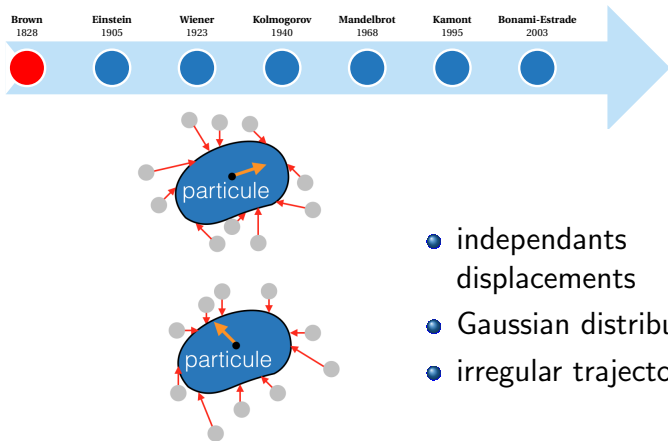 Brown Einstein Wiener Kolmogorov Mandelbrot Kamont Bonami-Estrade
1828 1905 1923 1940 1968 1995 2003
particule
independants
displacements
Gaussian distribu
irregular trajecto
particule